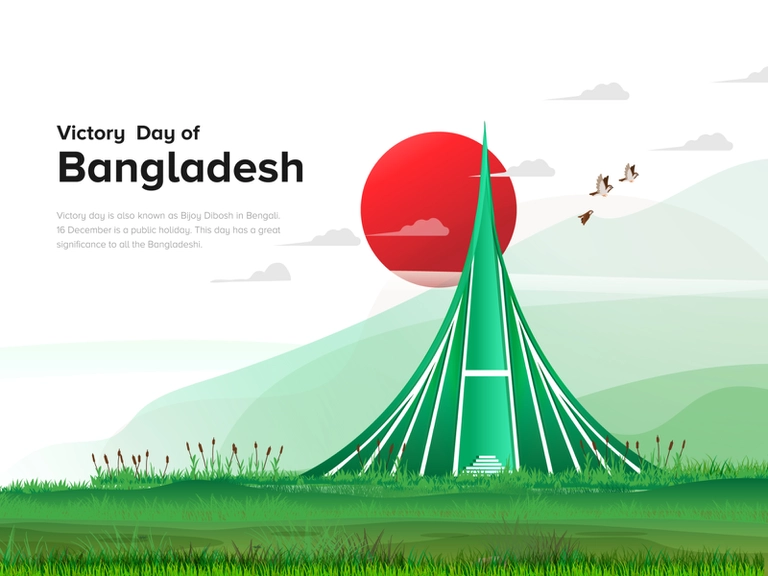 Victory Day of
Bangladesh
Victory day is also known as Bijoy Dibosh in Bengali.
16 December is a public holiday. This day has a great
significance to all the Bangladeshi.